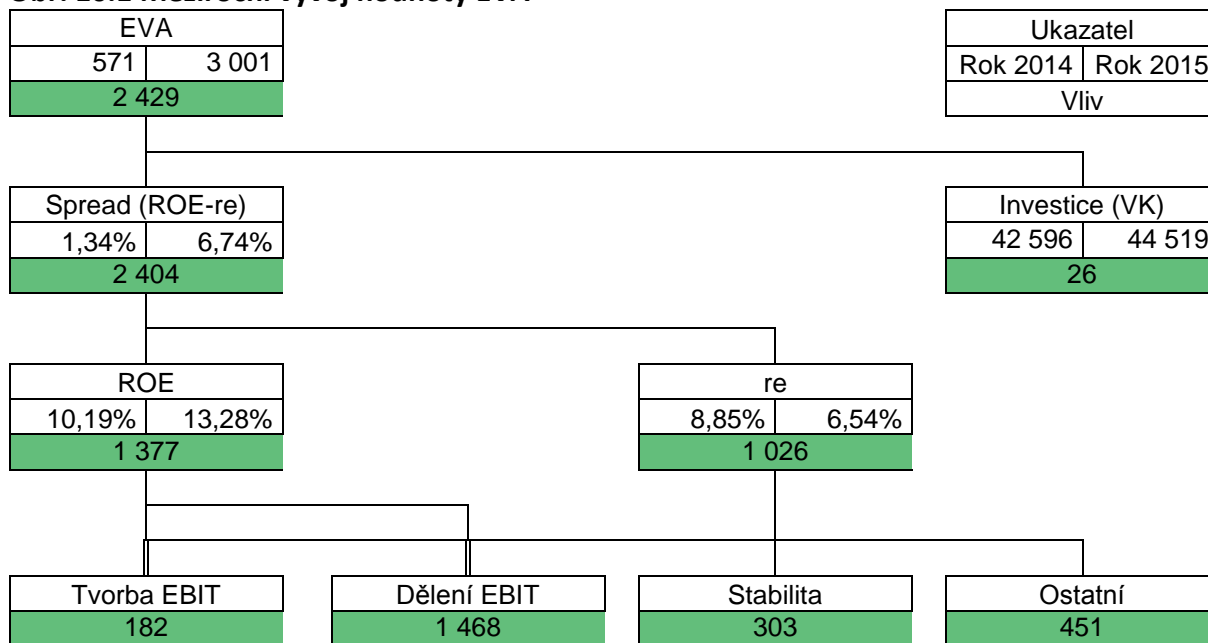 EVA
571 3 001
2 429
Ukazatel
Rok 2014 Rok 2015
Vliv
Spread (ROE-re)
1,34% 6,74%
2 404
Investice (VK)
42 596 44 519
26
ROE
10,19% 13,28%
1 377
re
8,85% 6,54%
1 026
Tvorba EBIT
182
Dělení EBIT
1 468
Stabilita
303
Ostatní
451